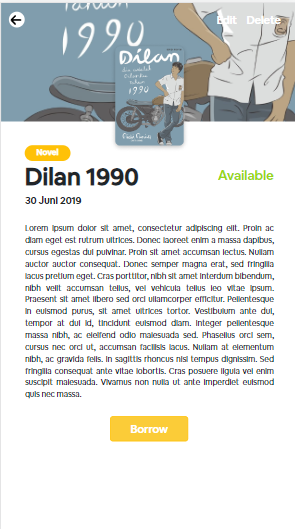 Edit Delete
1990
Dilan
1990
Novel
Dilan 1990
Available
30 Juni 2019
Lorem ipsum dolor sit amet, consectetur adipiscing elit. Proin ac
diam eget est rutrum ultrices. Donec laoreet enim a massa dapibus,
cursus egestas dui pulvinar. Proin sit amet accumsan lectus. Nullam
auctor auctor consequat. Donec semper magna erat, sed fringilla
lacus pretium eget. Cras porttitor, nibh sit amet interdum bibendum,
nibh velit accumsan tellus, vel vehicula tellus leo vitae ipsum.
Praesent sit amet libero sed orci ullamcorper efficitur. Pellentesque
in euismod purus, sit amet ultrices tortor. Vestibulum ante dui,
tempor at dui id, tincidunt euismod diam. Integer pellentesque
massa nibh, ac eleifend odio malesuada sed. Phasellus orci sem,
cursus nec orci ut, accumsan facilisis lacus. Nullam at elementum
nibh, ac gravida felis. In sagittis rhoncus nisi tempus dignissim. Sed
fringilla consequat ante vitae lobortis. Cras posuere ligula vel enim
suscipit malesuada. Vivamus non nulla ut ante imperdiet euismod
quis nec massa.
Borrow